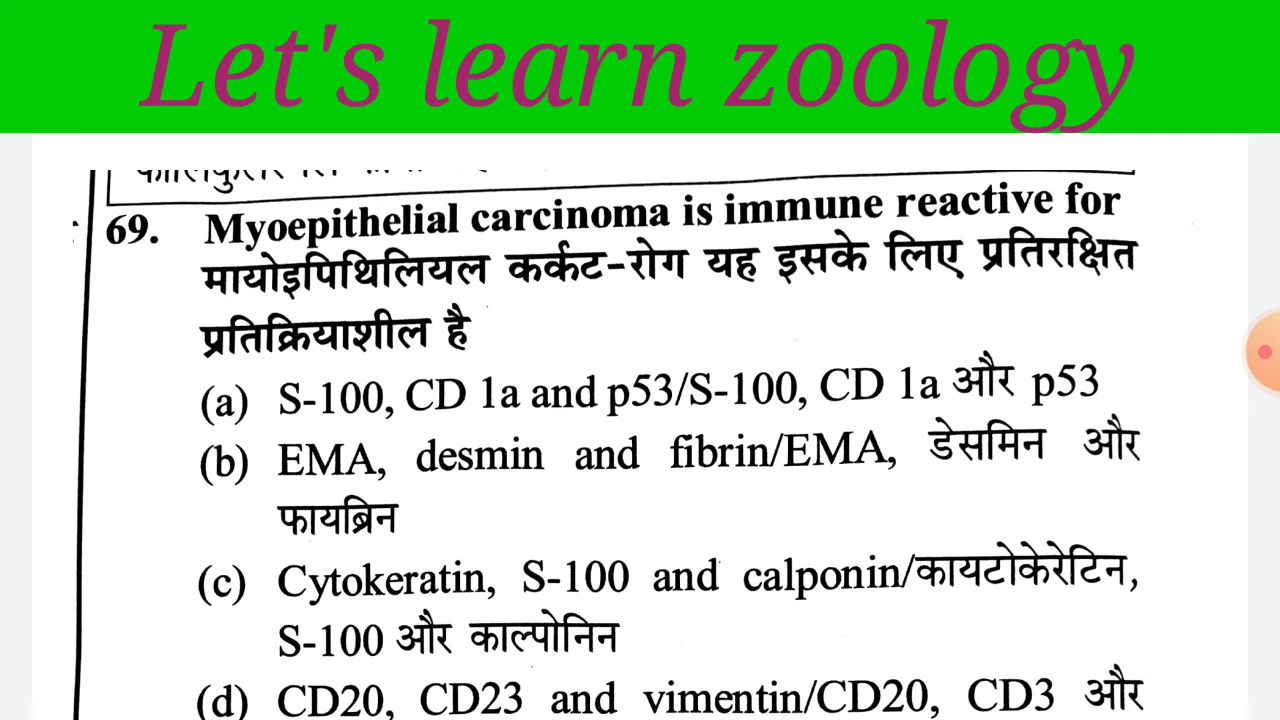 Let's learn zoology
69. Myoepithelial carcinoma is immune reactive for
मायोइपिथिलियल कर्कट-रोग यह इसके लिए प्रतिरक्षित
प्रतिक्रियाशील है
(a) S-100, CD 1a and p53/S-100, CD 1a और p53
(b) EMA, desmin and fibrin/EMA, डेसमिन और
फायब्रिन
(c) Cytokeratin, S-100 and calponin/कायटोकेरेटिन,
S-100 और काल्पोनिन
(d) CD20, CD23 and vimentin/CD20, CD3 और